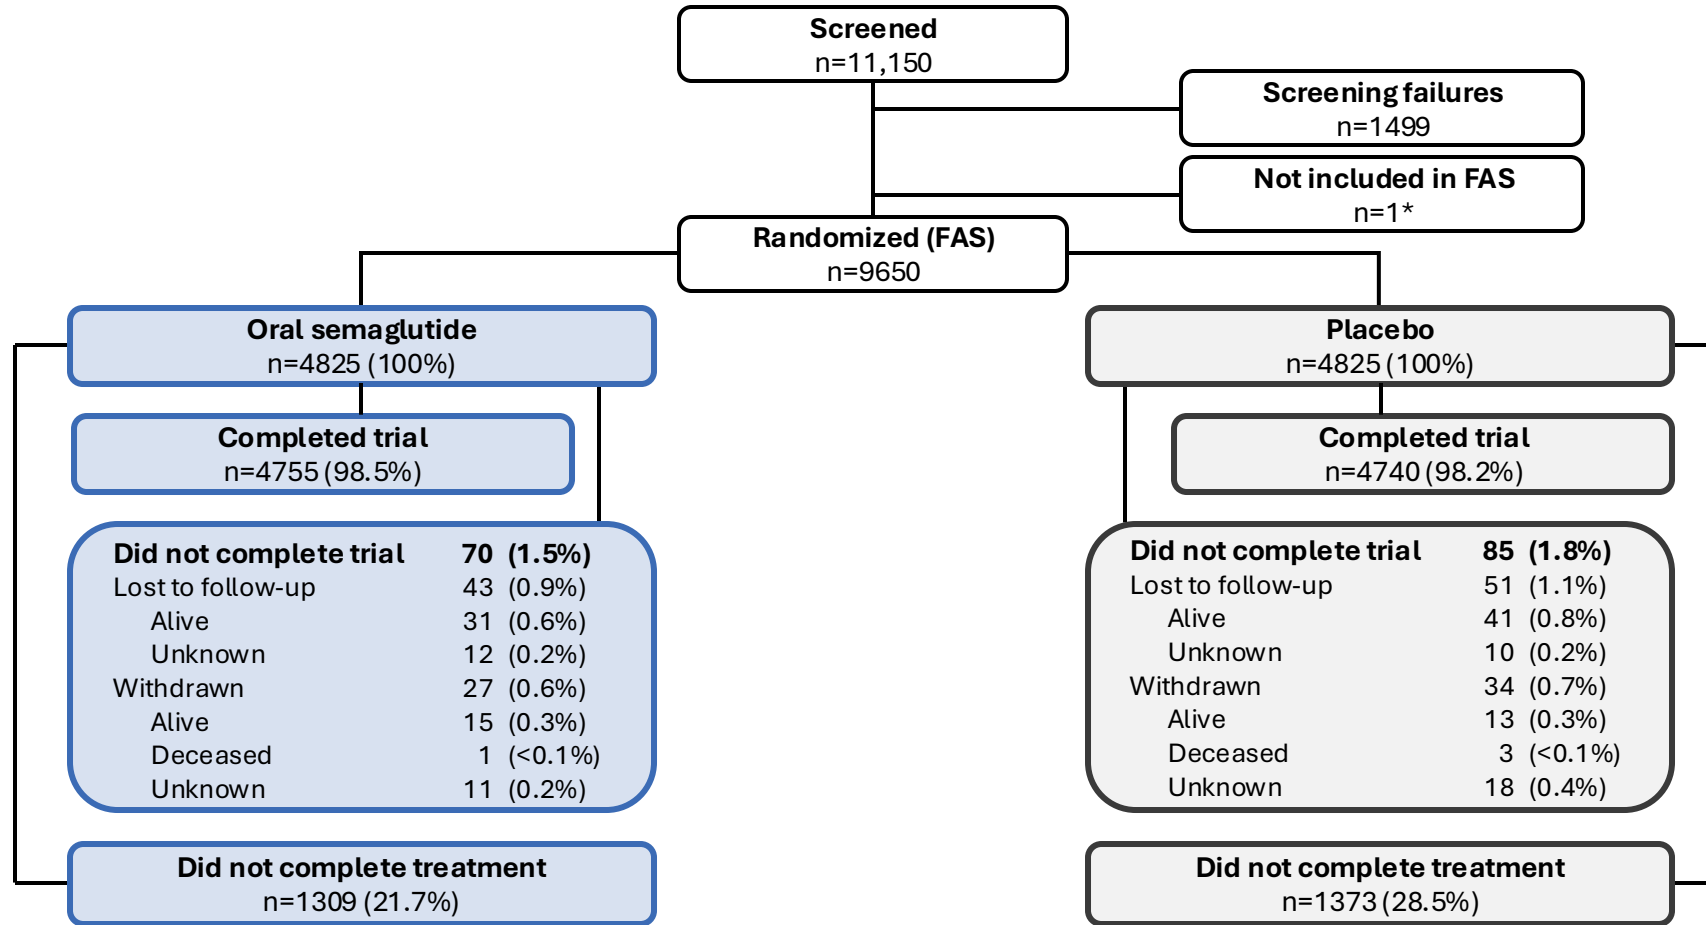 Screened
n=11,150
Screening failures
n=1499
Not included in FAS
n=1*
Randomized (FAS)
n=9650
Oral semaglutide
n=4825 (100%)
Completed trial
n=4755 (98.5%)
Did not complete trial 70 (1.5%)
Lost to follow-up 43 (0.9%)
Alive 31 (0.6%)
Unknown 12 (0.2%)
Withdrawn 27 (0.6%)
Alive 15 (0.3%)
Deceased 1 (<0.1%)
Unknown 11 (0.2%)
Did not complete treatment
n=1309 (21.7%)
Placebo
n=4825 (100%)
Completed trial
n=4740 (98.2%)
Did not complete trial 85 (1.8%)
Lost to follow-up 51 (1.1%)
Alive 41 (0.8%)
Unknown 10 (0.2%)
Withdrawn 34 (0.7%)
Alive 13 (0.3%)
Deceased 3 (<0.1%)
Unknown 18 (0.4%)
Did not complete treatment
n=1373 (28.5%)